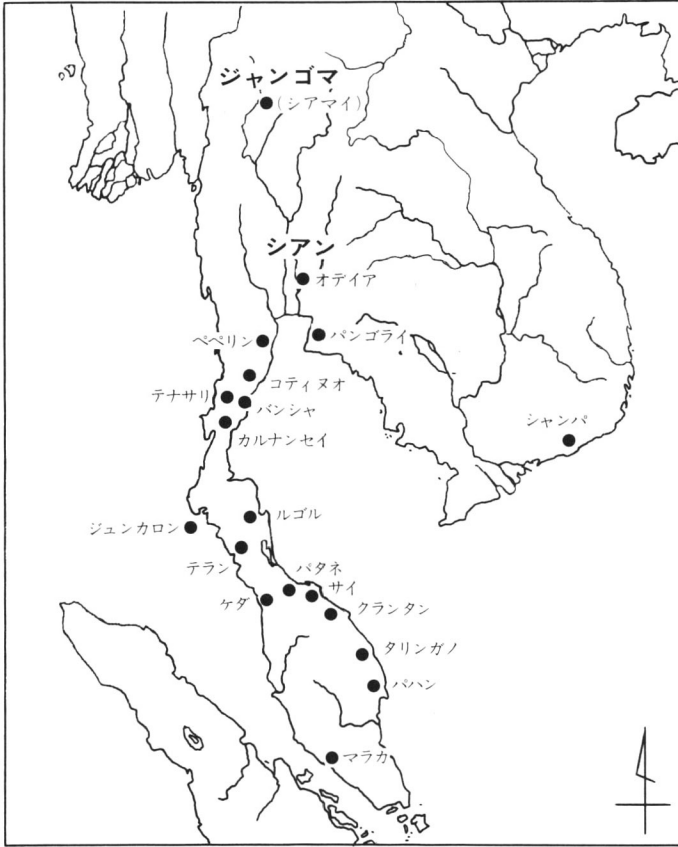 ジャンゴマ
(シアマイ)
シアン
オデイア
ペペリン
パンゴライ
コティヌオ
テナサリ
バンシャ
シャンパ
カルナンセイ
ルゴル
ジュンカロン
テラン
パタネ
サイ
ケダ
クランタン
タリンガノ
パハン
マラカ